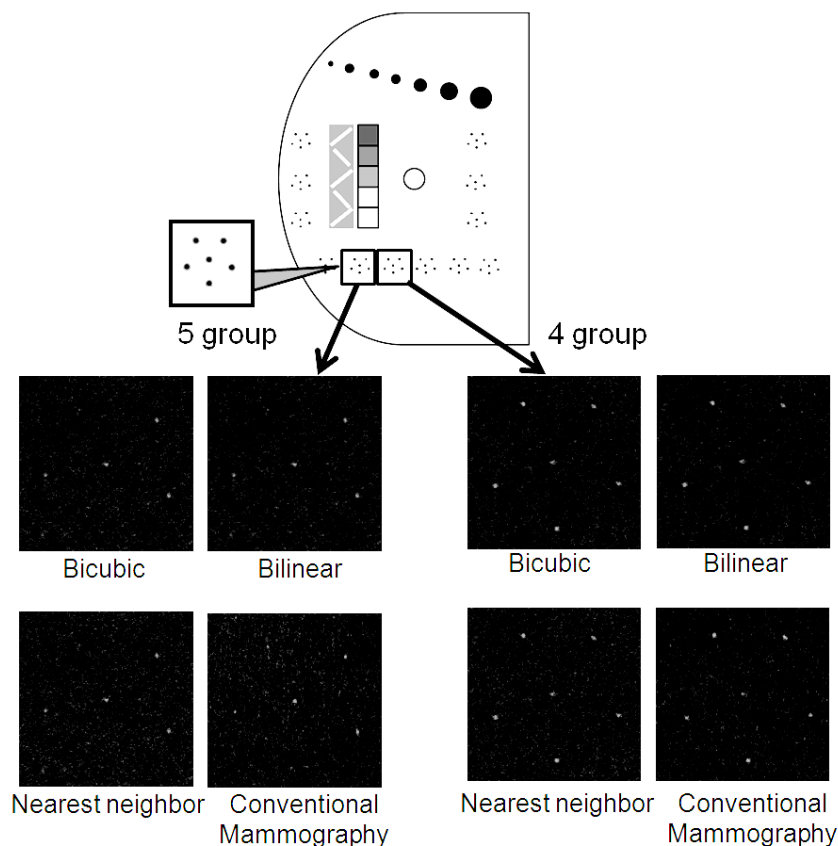 5 group
4 group
Bicubic
Bilinear
Bicubic
Bilinear
Nearest neighbor
Conventional
Mammography
Nearest neighbor
Conventional
Mammography